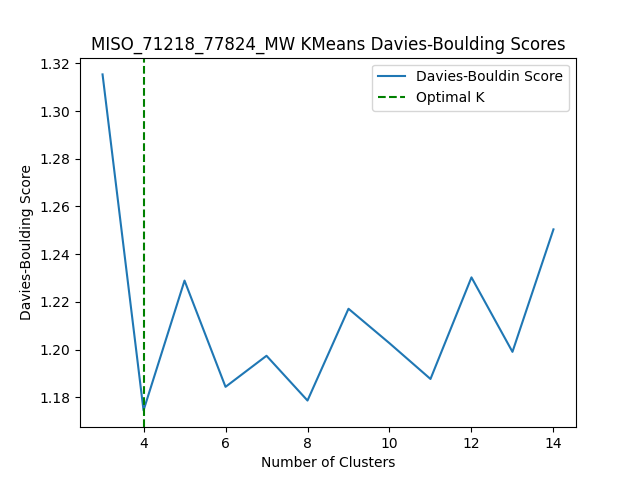 MISO_71218_77824_MW KMeans Davies-Boulding Scores
Davies-Bouldin Score
Optimal K
Davies-Boulding Score
1.32
1.30
1.28
1.26
1.24
1.22
1.20
1.18
4
6
8
10
12
14
Number of Clusters